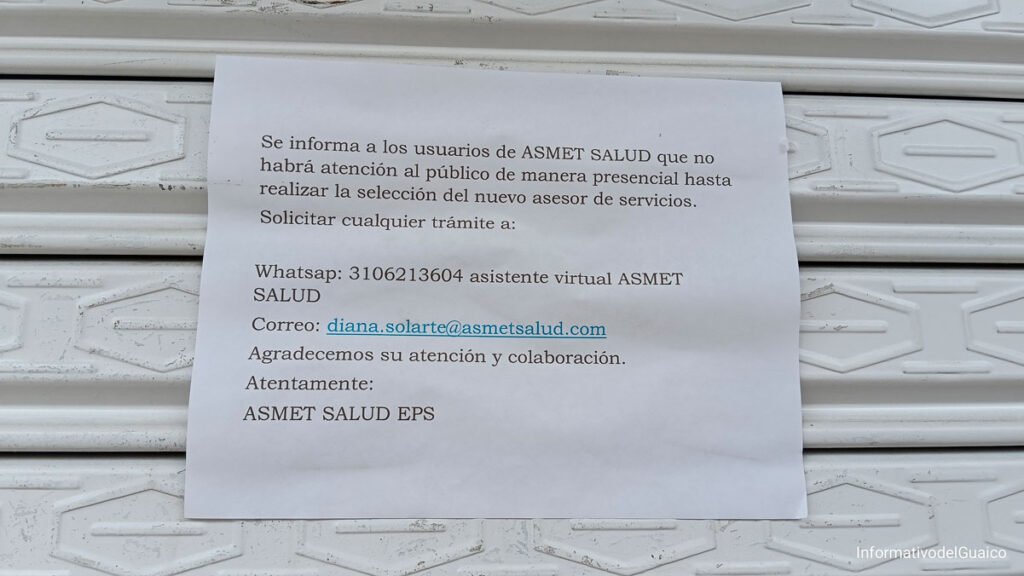 Se informa a los usuarios de ASMET SALUD que no
habrá atención al público de manera presencial hasta
realizar la selección del nuevo asesor de servicios.
Solicitar cualquier trámite a:
Whatsap: 3106213604 asistente virtual ASMET
SALUD
Correo: diana.solarte@asmetsalud.com
Agradecemos su atención y colaboración.
Atentamente:
ASMET SALUD EPS
InformativodelGuaico